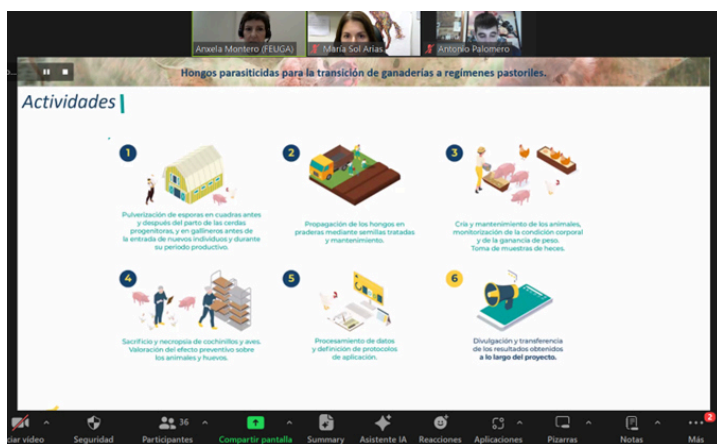 Anxela Montero (FEUGA)
María Sol Arias
Antonio Palomero
Hongos parasiticidas para la transición de ganaderías a regímenes pastoriles.
Actividades
1
Pulverización de esporas en cuadras antes
y después del parto de las cerdas
progenitoras, y en gallineros antes de
la entrada de nuevos individuos y durante
su periodo productivo.
2
Propagación de los hongos en
praderas mediante semillas tratadas
y mantenimiento.
3
Cría y mantenimiento de los animales,
monitorización de la condición corporal
y de la ganancia de peso.
Toma de muestras de heces.
4
Sacrificio y necropsia de cochinillos y aves.
Valoración del efecto preventivo sobre
los animales y huevos.
5
Procesamiento de datos
y definición de protocolos
de aplicación.
6
Divulgación y transferencia
de los resultados obtenidos
a lo largo del proyecto.
36
2
ciar vídeo
Seguridad
Participantes
Compartir pantalla
Summary
Asistente IA
Reacciones
Aplicaciones
Pizarras
Notas
Más